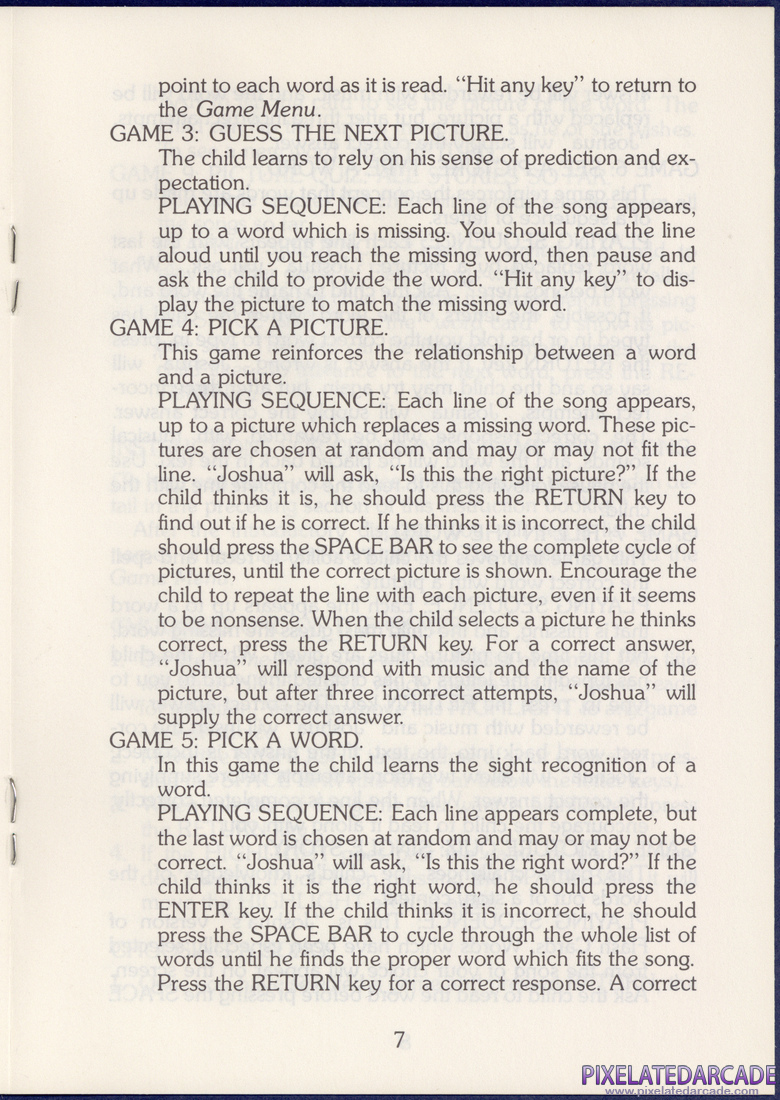 point to each word as it is read. “Hit any key” to return to
the Game Menu.
GAME 3: GUESS THE NEXT PICTURE.
The child learns to rely on his sense of prediction and ex-
pectation.
PLAYING SEQUENCE: Each line of the song appears,
up to a word which is missing. You should read the line
aloud until you reach the missing word, then pause and
ask the child to provide the word. “Hit any key” to dis-
play the picture to match the missing word.
GAME 4: PICK A PICTURE.
This game reinforces the relationship between a word
and a picture.
PLAYING SEQUENCE: Each line of the song appears,
up to a picture which replaces a missing word. These pic-
tures are chosen at random and may or may not fit the
line. “Joshua” will ask, “Is this the right picture?” If the
child thinks it is, he should press the RETURN key to
find out if he is correct. If he thinks it is incorrect, the child
should press the SPACE BAR to see the complete cycle of
pictures, until the correct picture is shown. Encourage the
child to repeat the line with each picture, even if it seems
to be nonsense. When the child selects a picture he thinks
correct, press the RETURN key. For a correct answer,
“Joshua” will respond with music and the name of the
picture, but after three incorrect attempts, “Joshua” will
supply the correct answer.
GAME 5: PICK A WORD.
In this game the child learns the sight recognition of a
word.
PLAYING SEQUENCE: Each line appears complete, but
the last word is chosen at random and may or may not be
correct. “Joshua” will ask, “Is this the right word?” If the
child thinks it is the right word, he should press the
ENTER key. If the child thinks it is incorrect, he should
press the SPACE BAR to cycle through the whole list of
words until he finds the proper word which fits the song.
Press the RETURN key for a correct response. A correct
7
PIXELATEDARCADE
www.pixelatedarcade.com